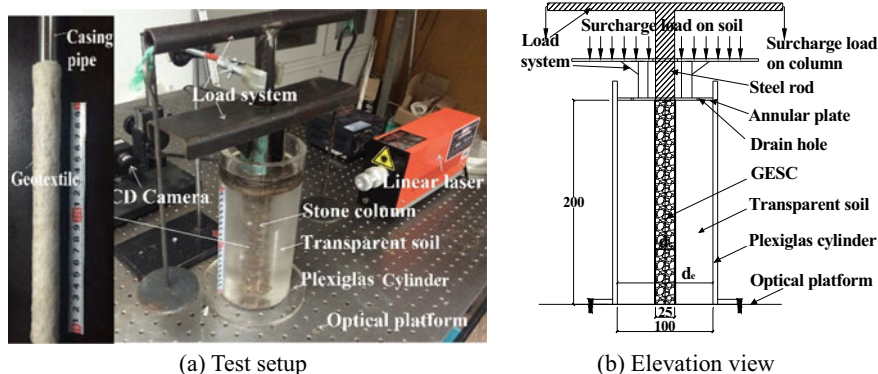 Casing
pipe
Geotextile
Load system
CD Camera
Linear laser
Stone column
Transparent soil
Plexiglas Cylinder
Optical platform
(a) Test setup
Surcharge load on soil
Load
system
Surcharge load
on column
Steel rod
Annular plate
Drain hole
GESC
200
Transparent soil
Plexiglas cylinder
de
Optical platform
25
100
(b) Elevation view